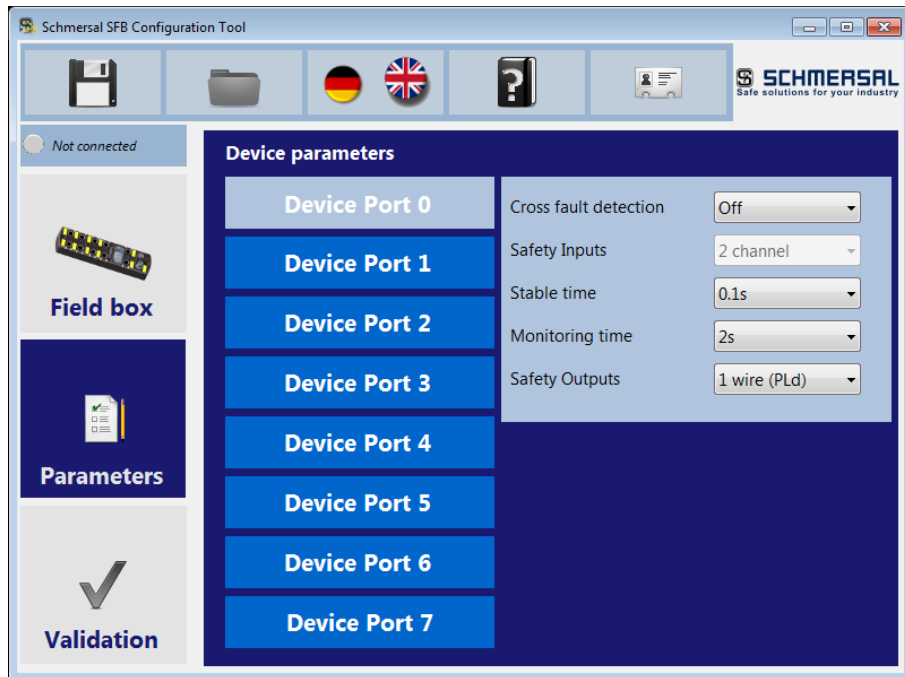 Schmersal SFB Configuration Tool
?
SCHMERSAL
Safe solutions for your industry
Not connected
Device parameters
Field box
Parameters
Validation
Device Port 0
Device Port 1
Device Port 2
Device Port 3
Device Port 4
Device Port 5
Device Port 6
Device Port 7
Cross fault detection Off
Safety Inputs 2 channel
Stable time 0.1s
Monitoring time 2s
Safety Outputs 1 wire (PLd)